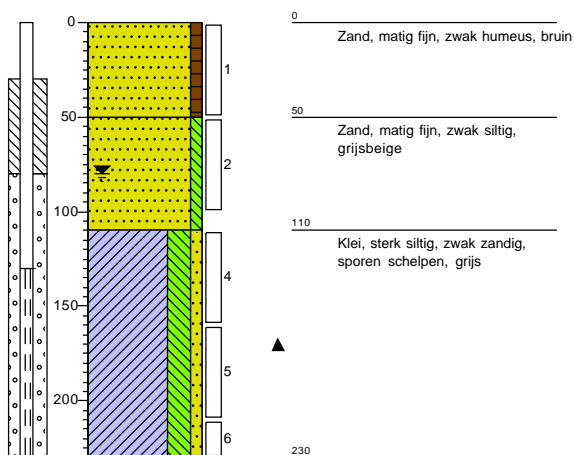 0
50
100
150
200
1
2
4
5
6
0
Zand, matig fijn, zwak humeus, bruin
50
Zand, matig fijn, zwak siltig,
grijsbeige
110
Klei, sterk siltig, zwak zandig,
sporen schelpen, grijs
230